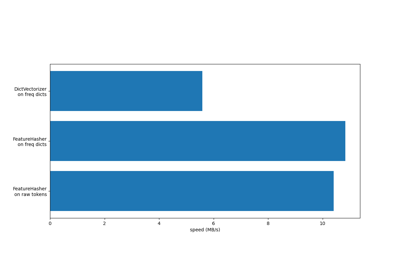 DictVectorizer
on freq dicts
FeatureHasher
on freq dicts
FeatureHasher
on raw tokens
0 2 4 6 8 10
speed (MB/s)